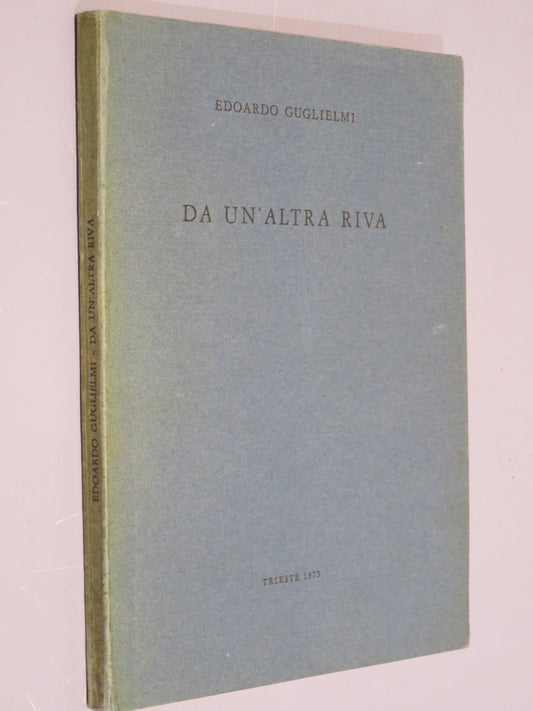 EDOARDO GUGLIELMI
DA UN'ALTRA RIVA
TRIESTE 1975
EDOARDO GUGLIELMI - DA UN'ALTRA RIVA